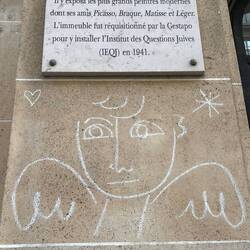 Il y exposa les plus grands peintres modernes
dont ses amis Picasso, Braque, Matisse et Léger.
L'immeuble fut réquisitionné par la Gestapo
pour y installer l'Institut des Questions Juives
(IEQJ) en 1941.